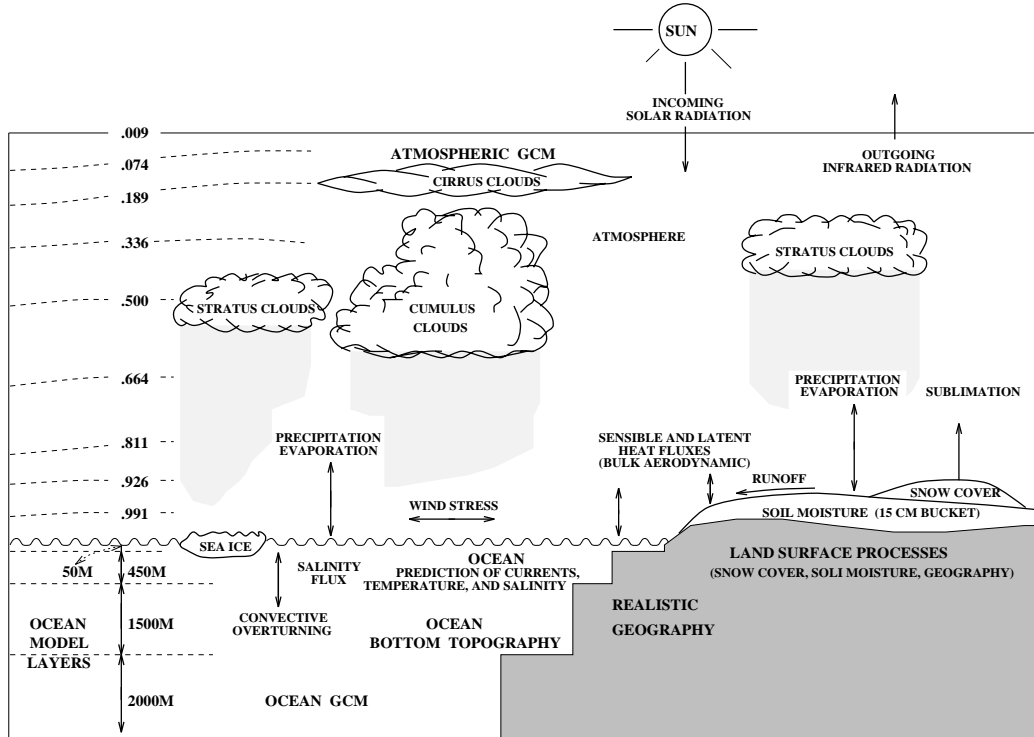 SUN
INCOMING
SOLAR RADIATION
.009
ATMOSPHERIC GCM
OUTGOING
INFRARED RADIATION
.074
CIRRUS CLOUDS
.189
ATMOSPHERE
.336
STRATUS CLOUDS
.500
STRATUS CLOUDS
CUMULUS
CLOUDS
.664
PRECIPITATION
EVAPORATION
SUBLIMATION
.811
PRECIPITATION
EVAPORATION
SENSIBLE AND LATENT
HEAT FLUXES
(BULK AERODYNAMIC)
.926
RUNOFF
SNOW COVER
WIND STRESS
.991
SOIL MOISTURE (15 CM BUCKET)
SEA ICE
OCEAN
PREDICTION OF CURRENTS,
TEMPERATURE, AND SALINITY
LAND SURFACE PROCESSES
(SNOW COVER, SOLI MOISTURE, GEOGRAPHY)
50M
450M
SALINITY
FLUX
REALISTIC
GEOGRAPHY
CONVECTIVE
OVERTURNING
OCEAN
BOTTOM TOPOGRAPHY
OCEAN
MODEL
LAYERS
1500M
2000M
OCEAN GCM